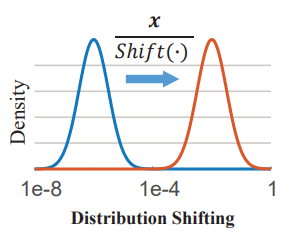 x
Shift(·)
Density
1e-8 1e-4 1
Distribution Shifting